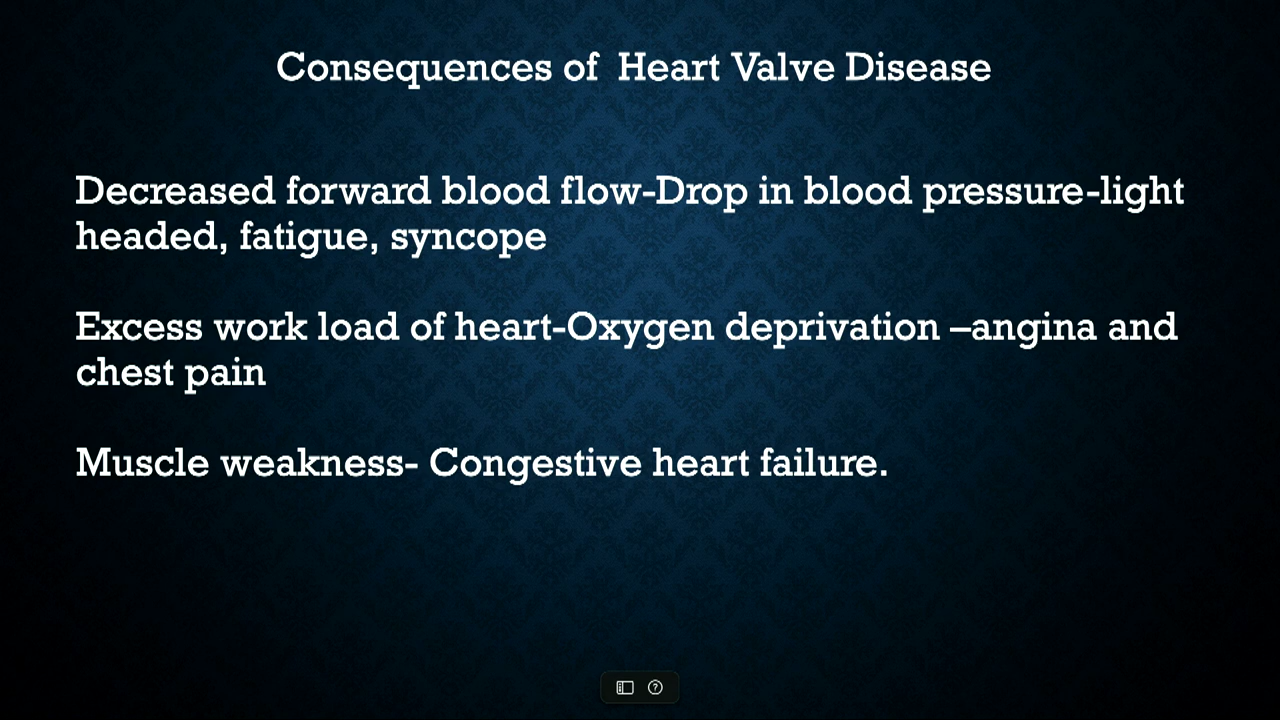 Consequences of  Heart Valve Disease
Decreased forward blood flow-Drop in blood pressure-light
headed, fatigue, syncope
Excess work load of heart-Oxygen deprivation –angina and
chest pain
Muscle weakness- Congestive heart failure.